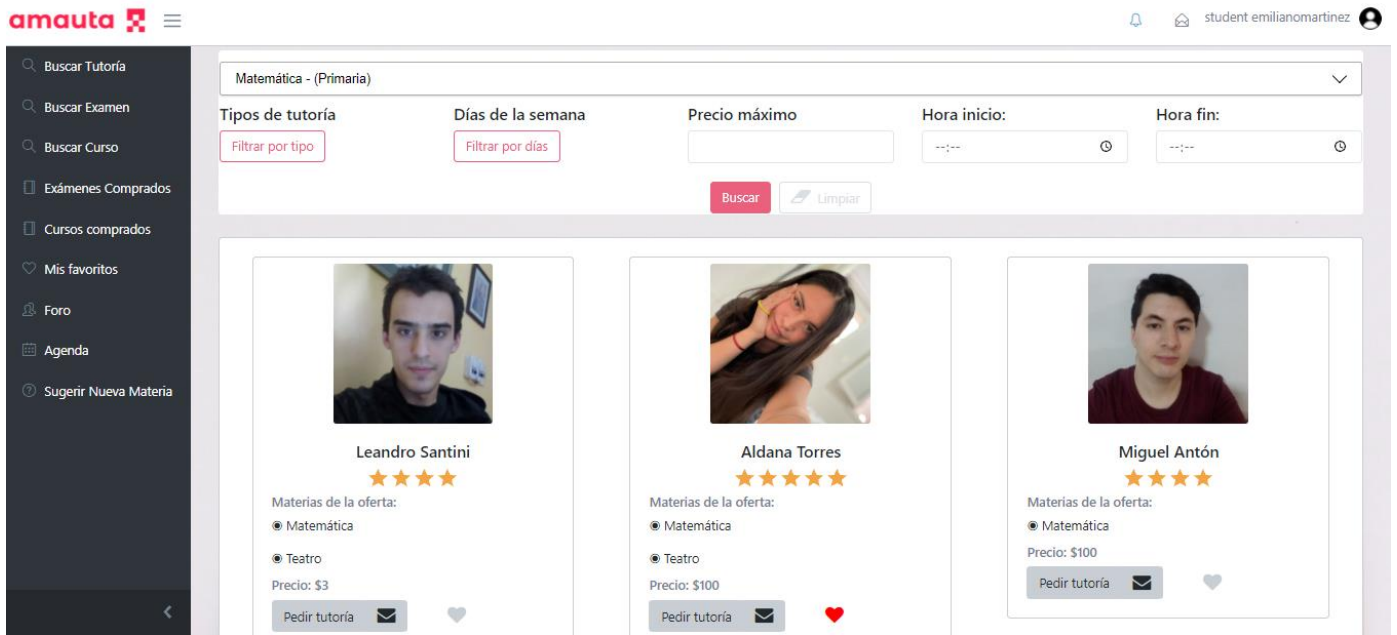 amauta
student emilianomartinez
Buscar Tutoría
Buscar Examen
Buscar Curso
Exámenes Comprados
Cursos comprados
Mis favoritos
Foro
Agenda
Sugerir Nueva Materia
Matemática - (Primaria)
Tipos de tutoría
Filtrar por tipo
Días de la semana
Filtrar por días
Precio máximo
Hora inicio:
--:--
Hora fin:
--:--
Buscar
Limpiar
Leandro Santini
Materias de la oferta:
Matemática
Teatro
Precio: $3
Pedir tutoría
Aldana Torres
Materias de la oferta:
Matemática
Teatro
Precio: $100
Pedir tutoría
Miguel Antón
Materias de la oferta:
Matemática
Precio: $100
Pedir tutoría